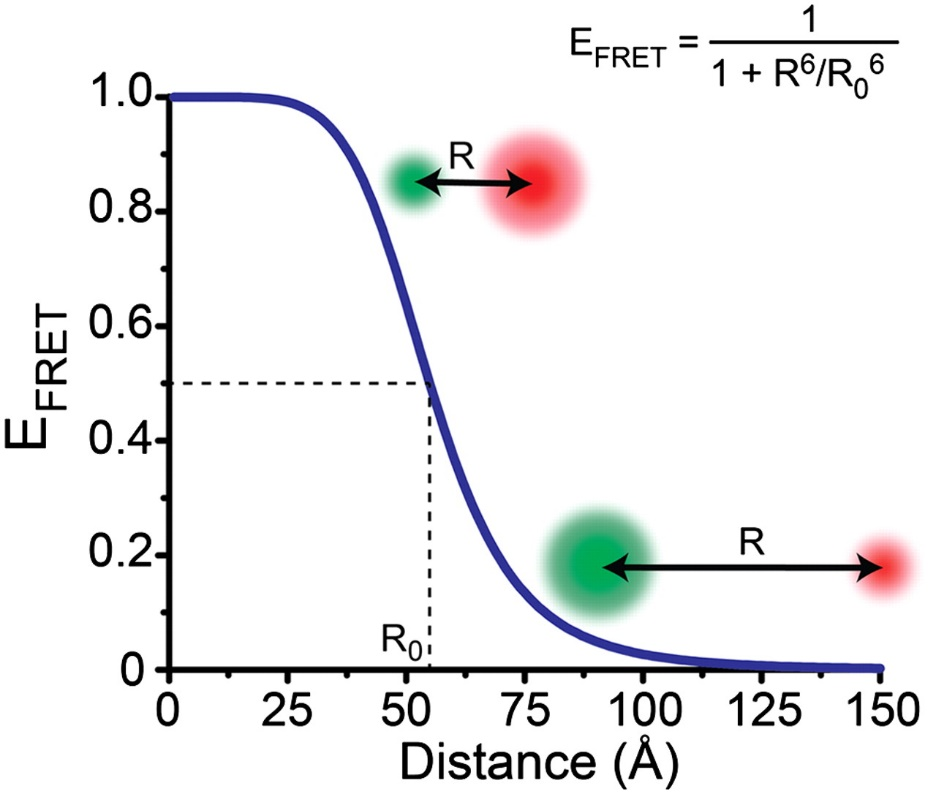 E_FRET = 1 / (1 + R^6/R_0^6)
1.0
0.8
0.6
0.4
0.2
0
E_FRET
R
R
R_0
0 25 50 75 100 125 150
Distance (Å)